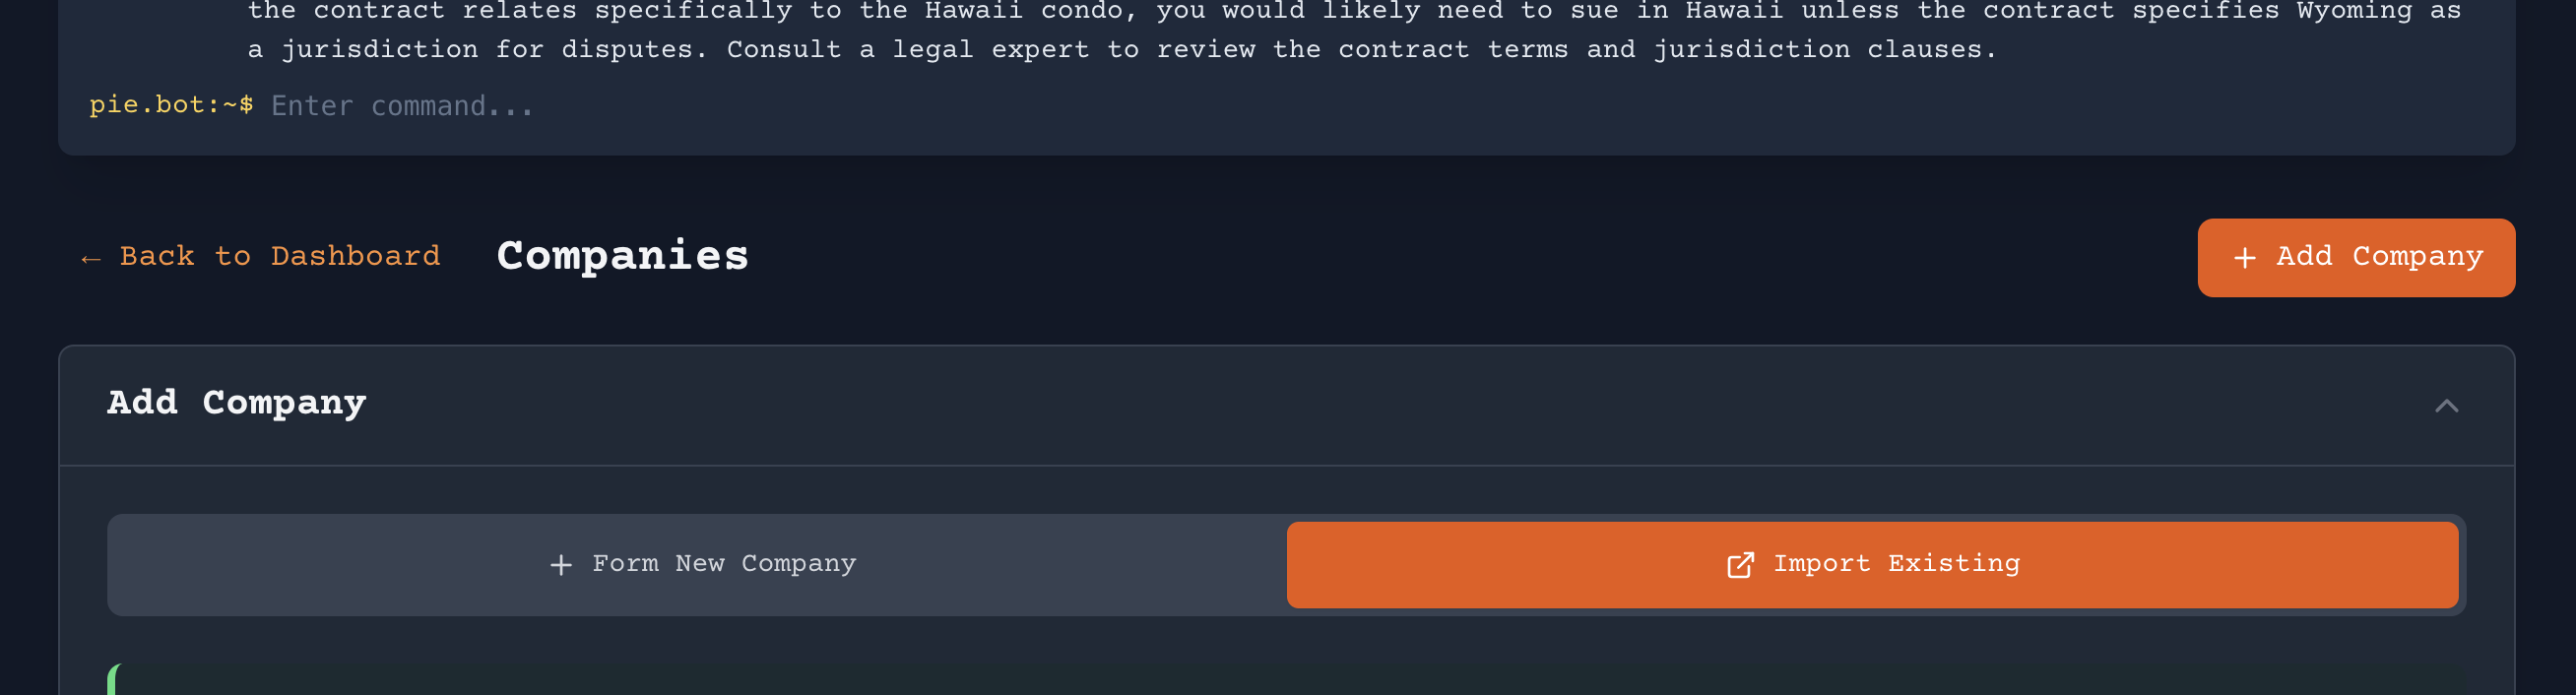 the contract relates specifically to the Hawaii condo, you would likely need to sue in Hawaii unless the contract specifies Wyoming as
a jurisdiction for disputes. Consult a legal expert to review the contract terms and jurisdiction clauses.
pie.bot:~$ Enter command...
← Back to Dashboard Companies + Add Company
Add Company
+ Form New Company Import Existing